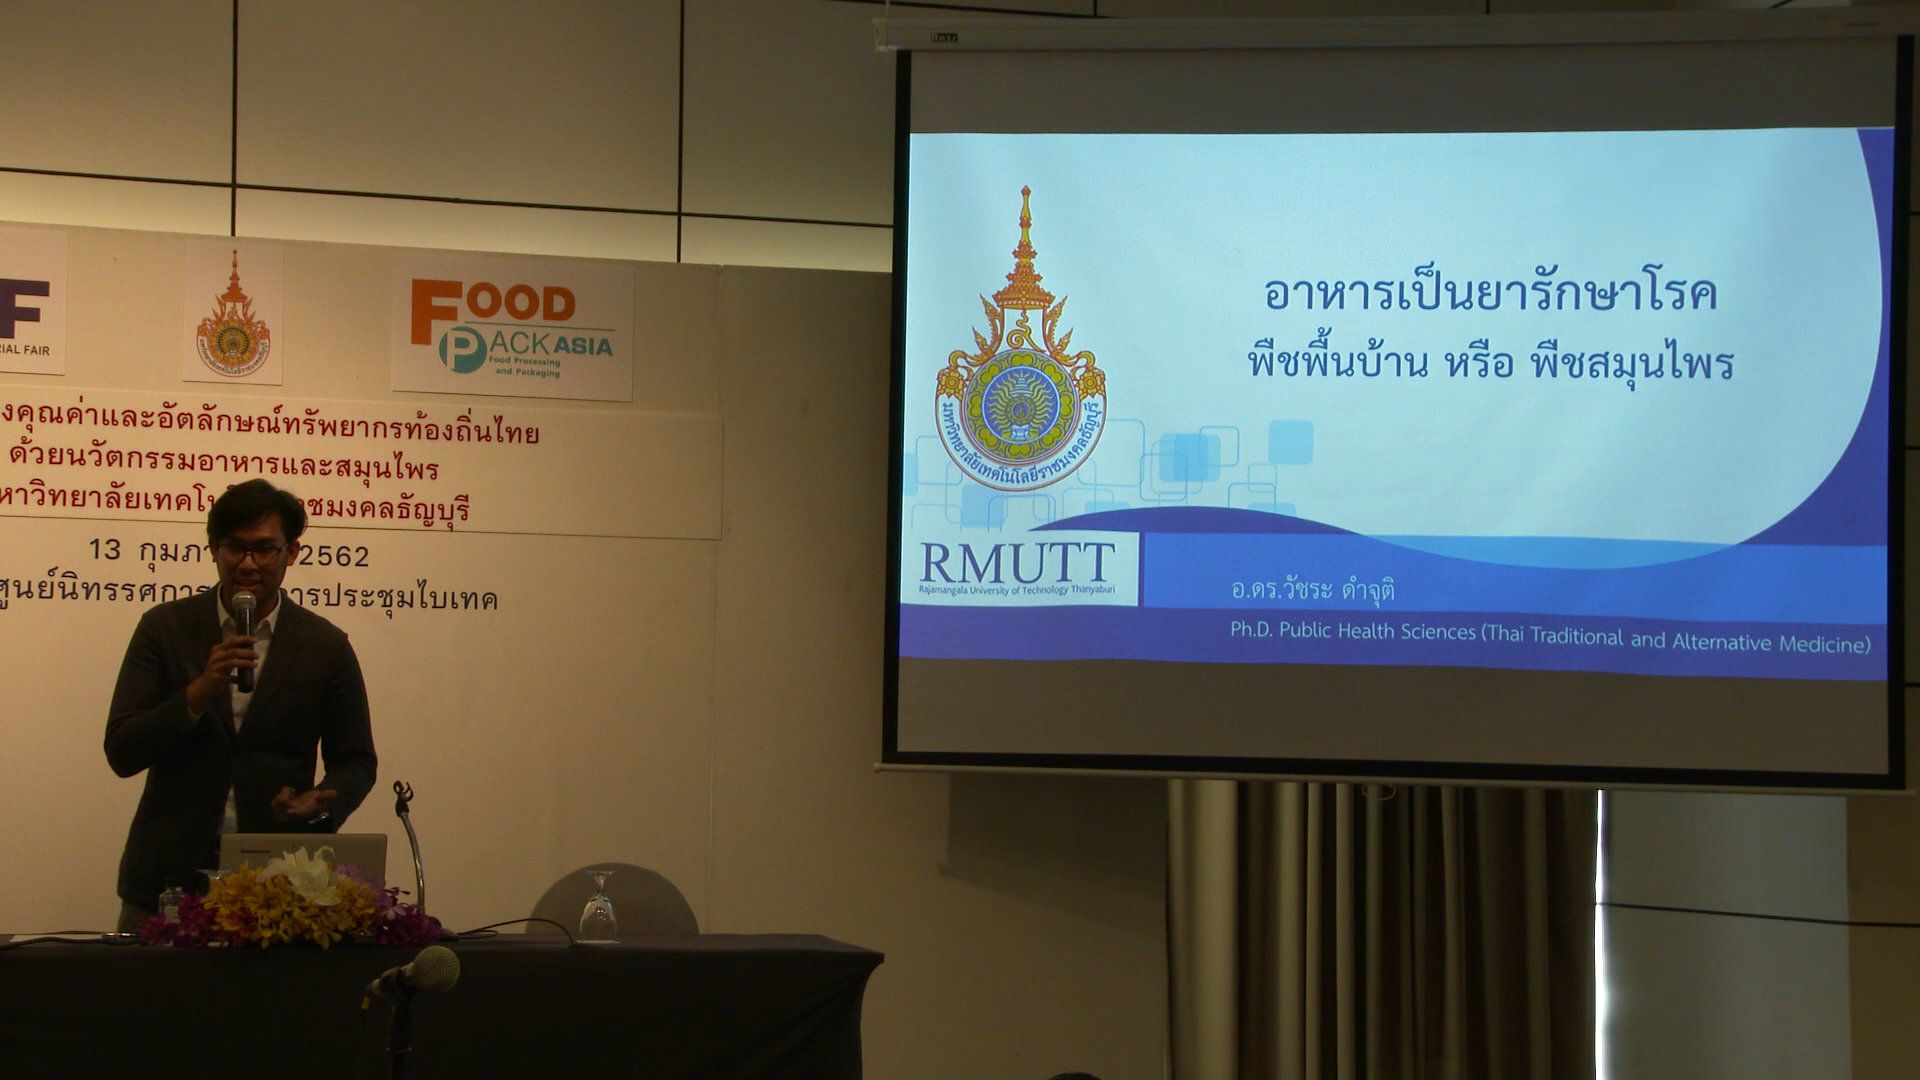 F
RIAL FAIR
FOOD
PACK ASIA
Food Processing
and Packaging
งคุณค่าและอัตลักษณ์ทรัพยากรท้องถิ่นไทย
ด้วยนวัตกรรมอาหารและสมุนไพร
หาวิทยาลัยเทคโน ราชมงคลธัญบุรี
13 กุมภา 2562
ศูนย์นิทรรศการ การประชุมไบเทค
อาหารเป็นยารักษาโรค
พืชพื้นบ้าน หรือ พืชสมุนไพร
มหาวิทยาลัยเทคโนโลยีราชมงคลธัญบุรี
RMUTT
Rajamangala University of Technology Thanyaburi
อ.ดร.วัชระ ดำจุติ
Ph.D. Public Health Sciences (Thai Traditional and Alternative Medicine)